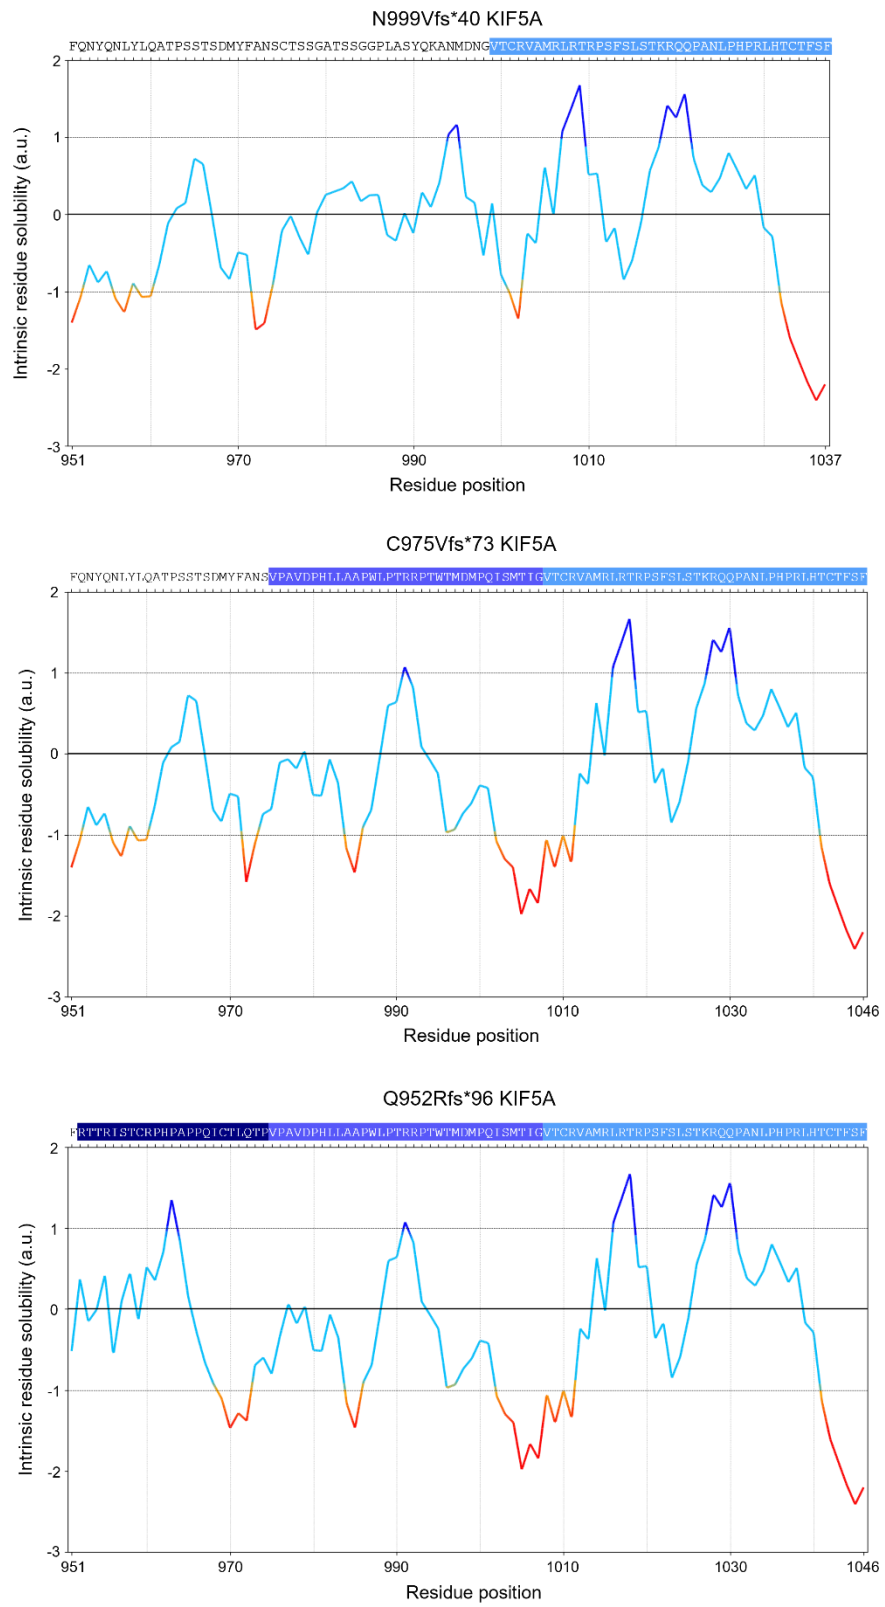 N999Vfs*40 KIF5A
FQNYQNLYLQATPSSTSDMYFANSCTSSGATSSGGPLASYQKANMDNGVTCRVAMRLRTRPSFSLSTKRQQPANLPHPRLHTCTFSF
2
1
0
-1
-2
-3
Intrinsic residue solubility (a.u.)
951 970 990 1010 1037
Residue position
C975Vfs*73 KIF5A
FQNYQNLYLQATPSSTSDMYFANSVPAVDPHLLAAPWLPTRRPTWTMDMPQISMTIGVTCRVAMRLRTRPSFSLSTKRQQPANLPHPRLHTCTFSF
2
1
0
-1
-2
-3
Intrinsic residue solubility (a.u.)
951 970 990 1010 1030 1046
Residue position
Q952Rfs*96 KIF5A
FRTTRISTCRPHPAPPQICTLQTPVPAVDPHLLAAPWLPTRRPTWTMDMPQISMTIGVTCRVAMRLRTRPSFSLSTKRQQPANLPHPRLHTCTFSF
2
1
0
-1
-2
-3
Intrinsic residue solubility (a.u.)
951 970 990 1010 1030 1046
Residue position